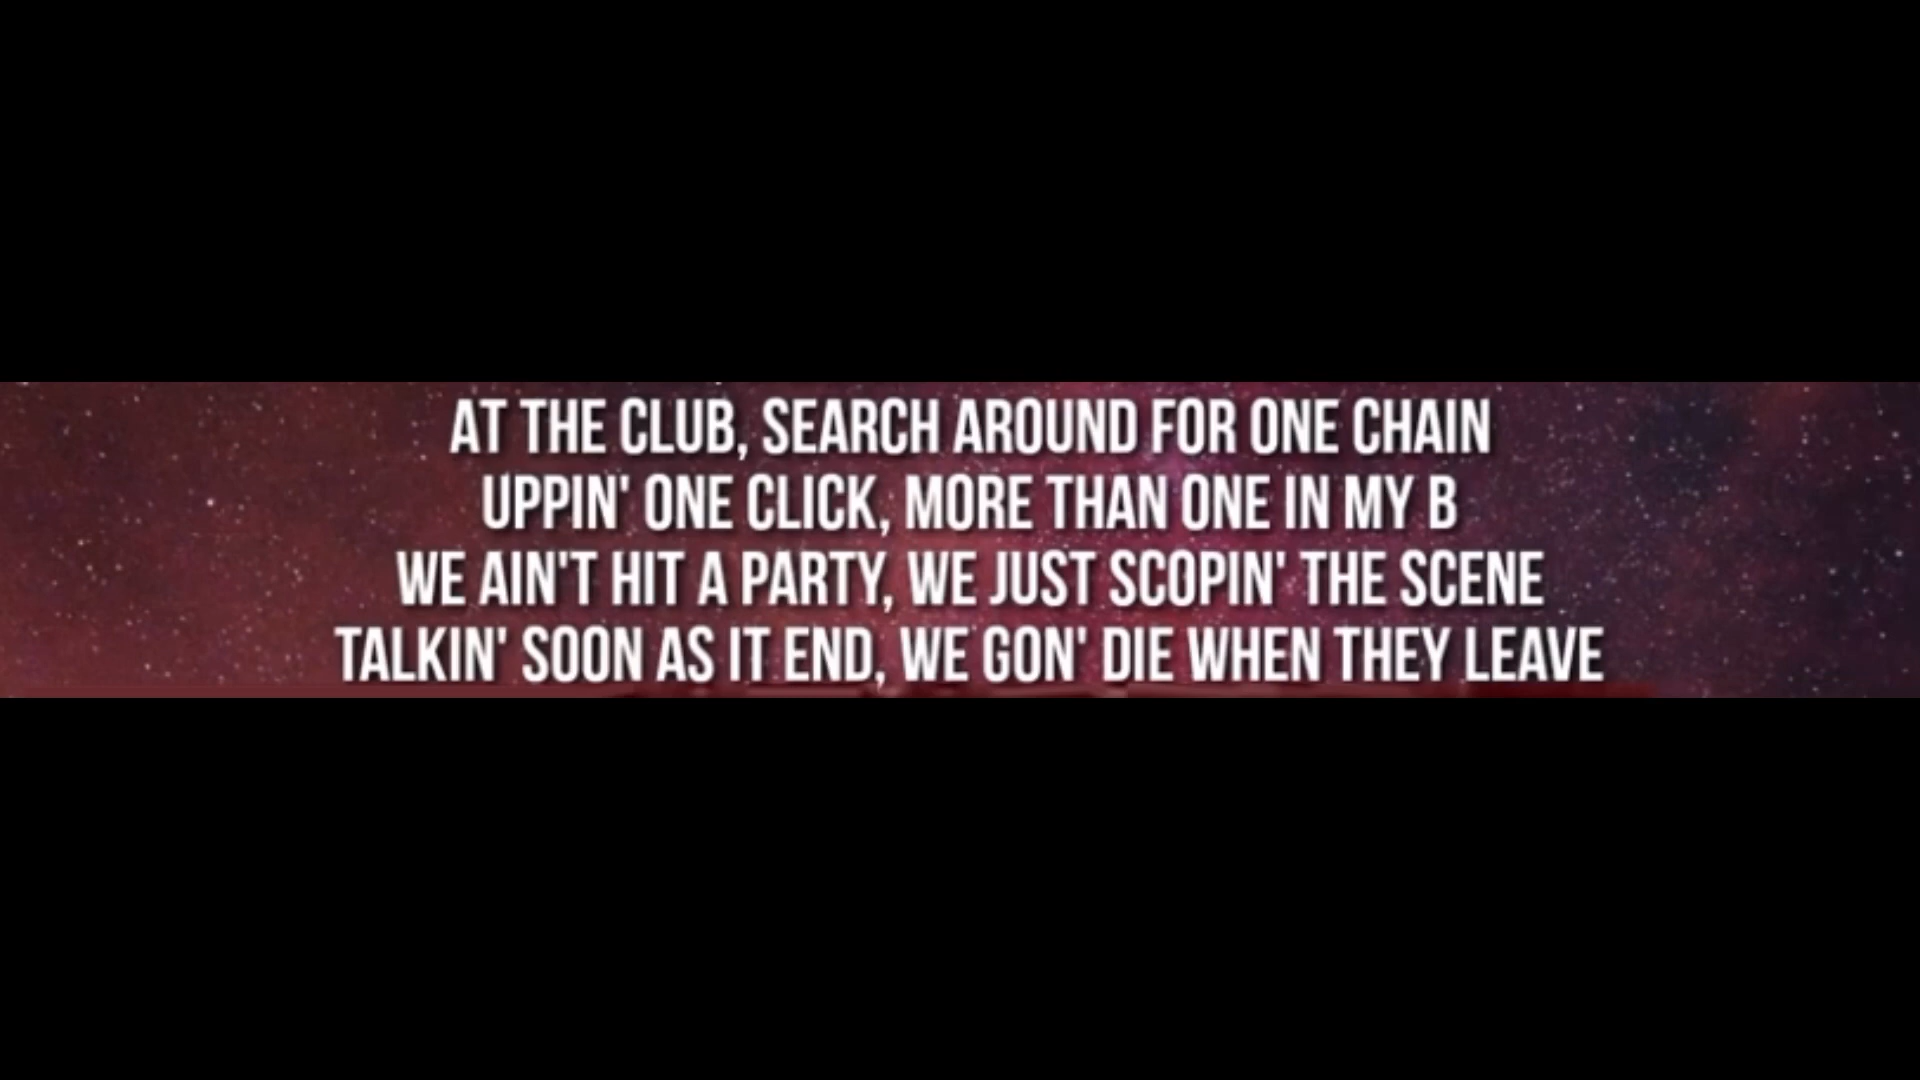 AT THE CLUB, SEARCH AROUND FOR ONE CHAIN
UPPIN' ONE CLICK, MORE THAN ONE IN MY B
WE AIN'T HIT A PARTY, WE JUST SCOPIN' THE SCENE
TALKIN' SOON AS IT END, WE GON' DIE WHEN THEY LEAVE